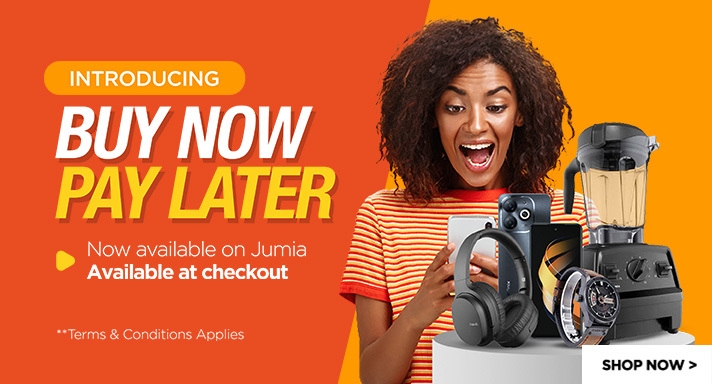 INTRODUCING
BUY NOW
PAY LATER
Now available on Jumia
Available at checkout
**Terms & Conditions Applies
SHOP NOW >